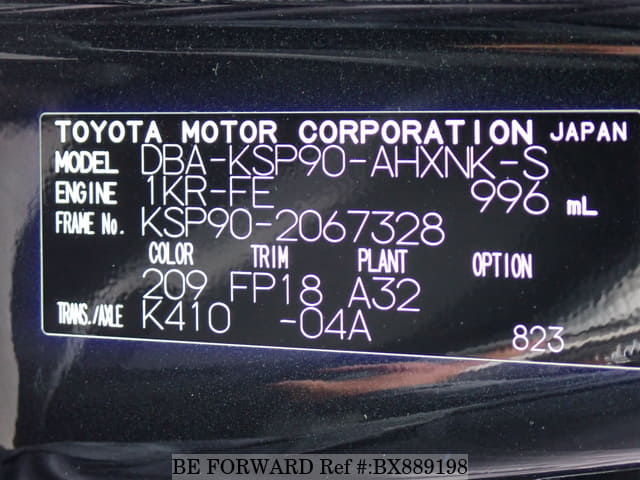 TOYOTA MOTOR CORPORATION JAPAN
MODEL DBA-KSP90-AHXNK-S
ENGINE 1KR-FE 996 mL
FRAME No. KSP90-2067328
COLOR TRIM PLANT OPTION
209 FP18 A32
TRANS./AXLE K410 -04A 823
BE FORWARD Ref #:BX889198